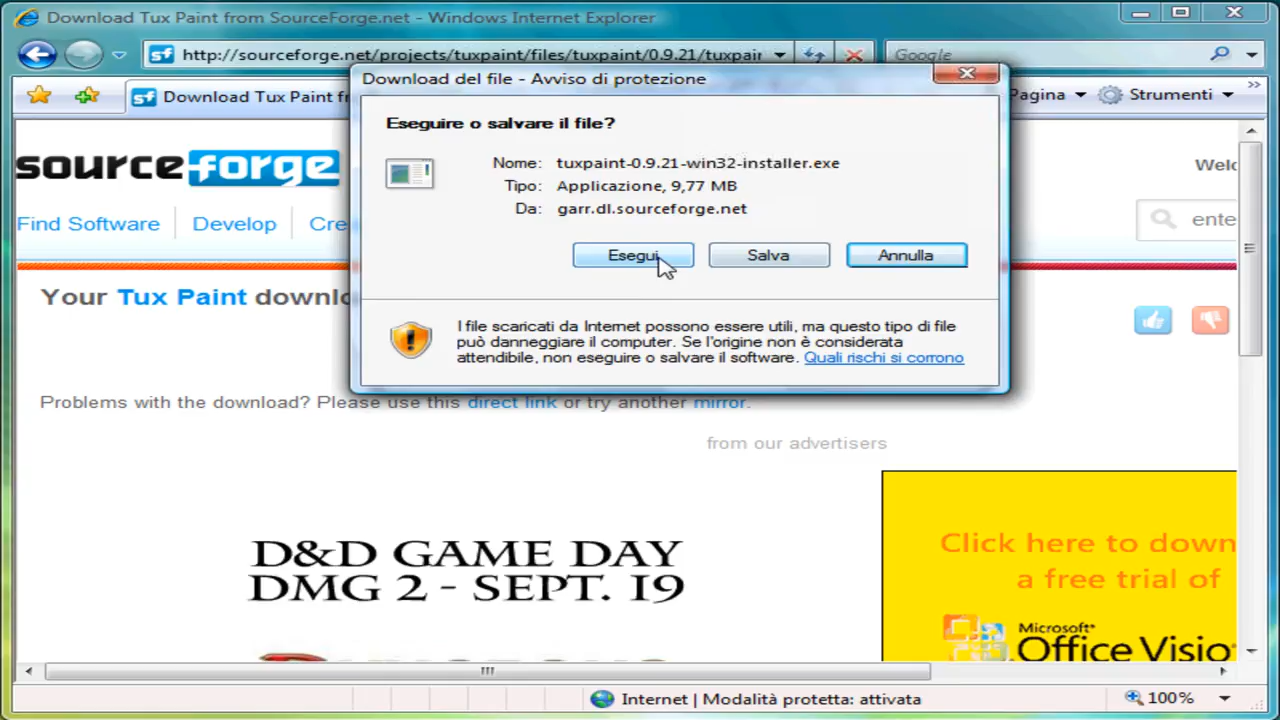 Download Tux Paint from SourceForge.net - Windows Internet Explorer
http://sourceforge.net/projects/tuxpaint/files/tuxpaint/0.9.21/tuxpain
Google
Download Tux Paint fr
Pagina
Strumenti
Download del file - Avviso di protezione
Eseguire o salvare il file?
Nome: tuxpaint-0.9.21-win32-installer.exe
Tipo: Applicazione, 9,77 MB
Da: garr.dl.sourceforge.net
Esegui
Salva
Annulla
I file scaricati da Internet possono essere utili, ma questo tipo di file
può danneggiare il computer. Se l'origine non è considerata
attendibile, non eseguire o salvare il software. Quali rischi si corrono
sourceforge
Welc
Find Software
Develop
Cre
ente
Your Tux Paint downlo
Problems with the download? Please use this direct link or try another mirror.
from our advertisers
D&D GAME DAY
DMG 2 - SEPT. 19
Click here to down
a free trial of
Microsoft
Office Visio
Internet | Modalità protetta: attivata
100%